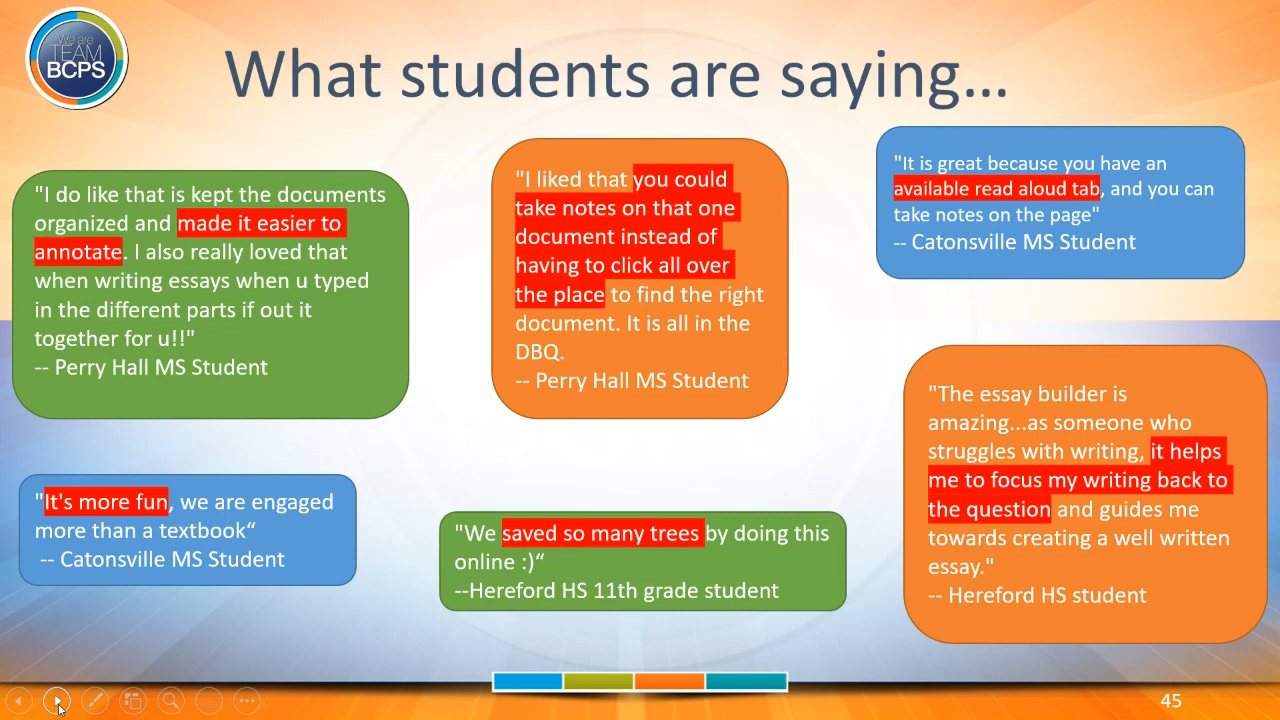 We are
TEAM
BCPS
What students are saying...
"I do like that is kept the documents
organized and made it easier to
annotate. I also really loved that
when writing essays when u typed
in the different parts if out it
together for u!!"
-- Perry Hall MS Student
"I liked that you could
take notes on that one
document instead of
having to click all over
the place to find the right
document. It is all in the
DBQ.
-- Perry Hall MS Student
"It is great because you have an
available read aloud tab, and you can
take notes on the page"
-- Catonsville MS Student
"It's more fun, we are engaged
more than a textbook“
-- Catonsville MS Student
"We saved so many trees by doing this
online :)“
--Hereford HS 11th grade student
"The essay builder is
amazing...as someone who
struggles with writing, it helps
me to focus my writing back to
the question and guides me
towards creating a well written
essay."
-- Hereford HS student
45